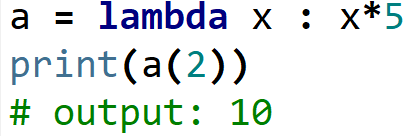 a = lambda x : x*5
print(a(2))
# output: 10